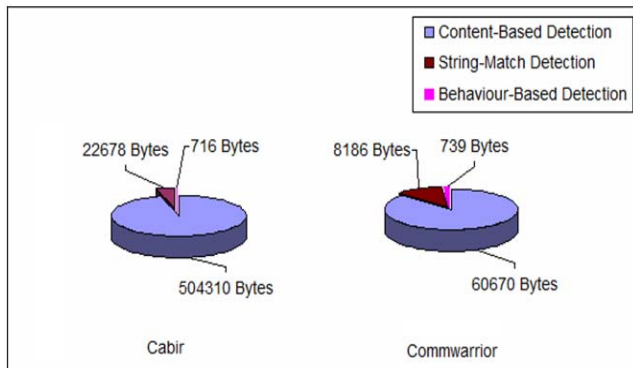 Content-Based Detection
String-Match Detection
Behaviour-Based Detection
22678 Bytes
716 Bytes
8186 Bytes
739 Bytes
504310 Bytes
60670 Bytes
Cabir
Commwarrior